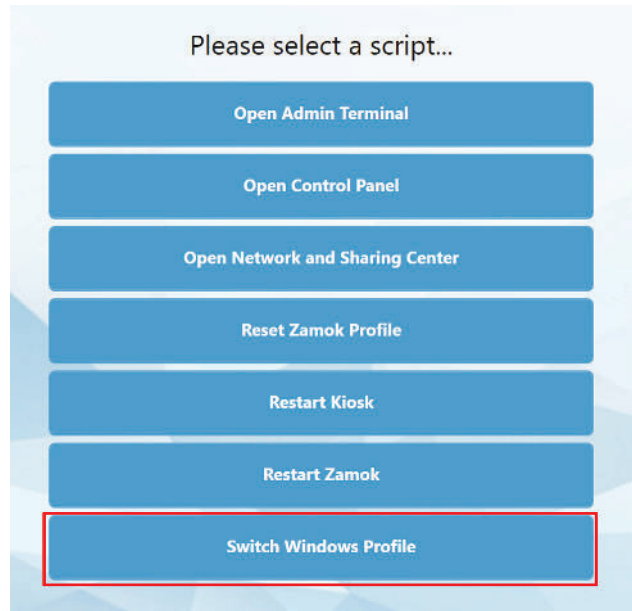 Please select a script...
Open Admin Terminal
Open Control Panel
Open Network and Sharing Center
Reset Zamok Profile
Restart Kiosk
Restart Zamok
Switch Windows Profile